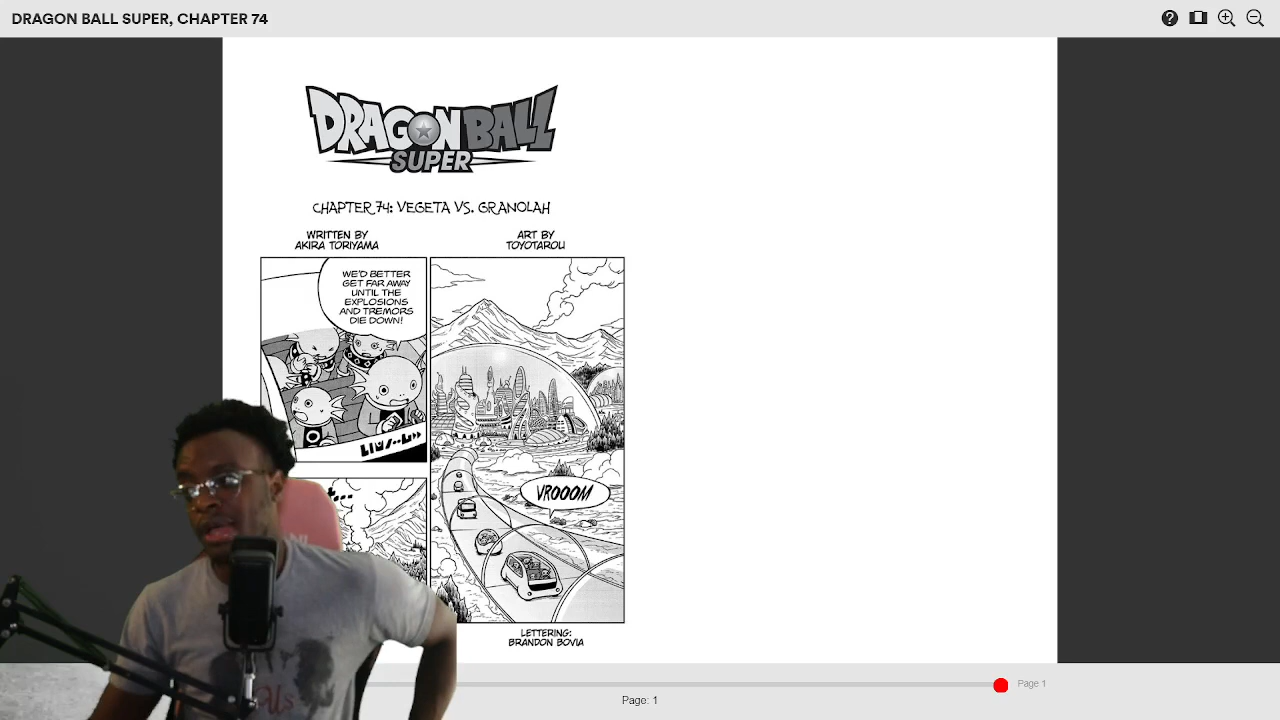 DRAGON BALL SUPER, CHAPTER 74
DRAGON BALL
SUPER
CHAPTER 74: VEGETA VS. GRANOLAH
WRITTEN BY
AKIRA TORIYAMA
ART BY
TOYOTAROU
WE'D BETTER
GET FAR AWAY
UNTIL THE
EXPLOSIONS
AND TREMORS
DIE DOWN!
VROOOM
LETTERING:
BRANDON BOVIA
Page 1
Page: 1